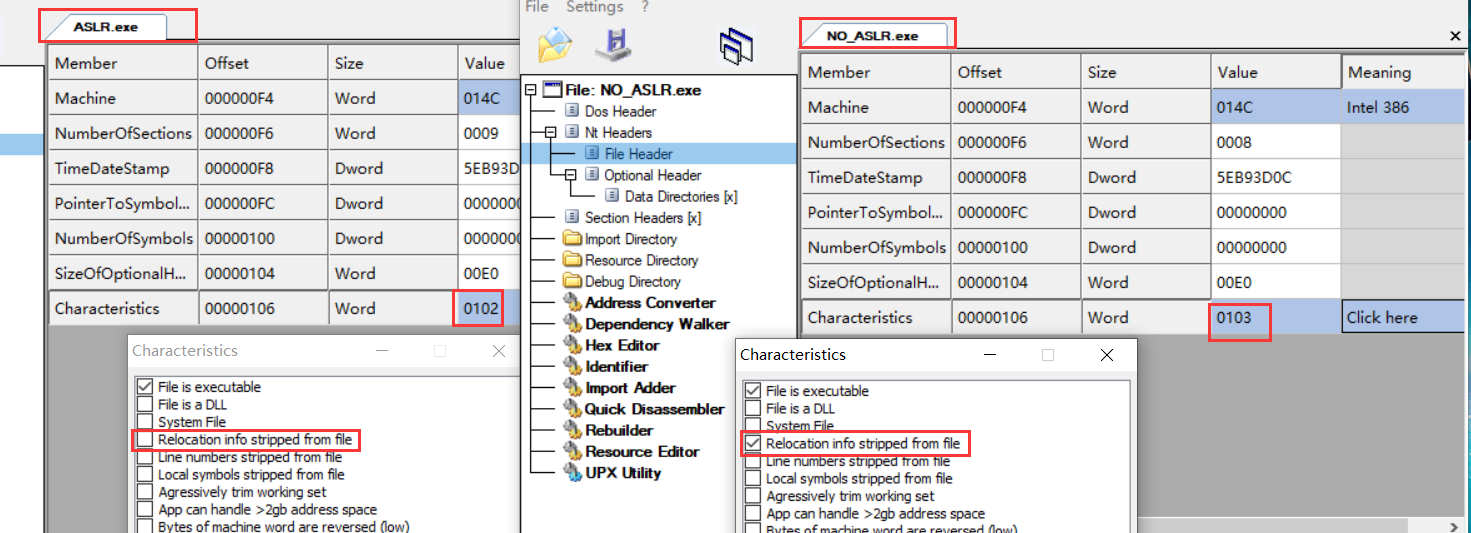 ASLR.exe
Member Offset Size Value
Machine 000000F4 Word 014C
NumberOfSections 000000F6 Word 0009
TimeDateStamp 000000F8 Dword 5EB93D
PointerToSymbol... 000000FC Dword 0000000
NumberOfSymbols 00000100 Dword 0000000
SizeOfOptionalH... 00000104 Word 00E0
Characteristics 00000106 Word 0102
Characteristics
File is executable
File is a DLL
System File
Relocation info stripped from file
Line numbers stripped from file
Local symbols stripped from file
Agressively trim working set
App can handle >2gb address space
Bytes of machine word are reversed (low)
File Settings ?
File: NO_ASLR.exe
Dos Header
Nt Headers
File Header
Optional Header
Data Directories [x]
Section Headers [x]
Import Directory
Resource Directory
Debug Directory
Address Converter
Dependency Walker
Hex Editor
Identifier
Import Adder
Quick Disassembler
Rebuilder
Resource Editor
UPX Utility
NO_ASLR.exe
Member Offset Size Value Meaning
Machine 000000F4 Word 014C Intel 386
NumberOfSections 000000F6 Word 0008
TimeDateStamp 000000F8 Dword 5EB93D0C
PointerToSymbol... 000000FC Dword 00000000
NumberOfSymbols 00000100 Dword 00000000
SizeOfOptionalH... 00000104 Word 00E0
Characteristics 00000106 Word 0103 Click here
Characteristics
File is executable
File is a DLL
System File
Relocation info stripped from file
Line numbers stripped from file
Local symbols stripped from file
Agressively trim working set
App can handle >2gb address space
Bytes of machine word are reversed (low)